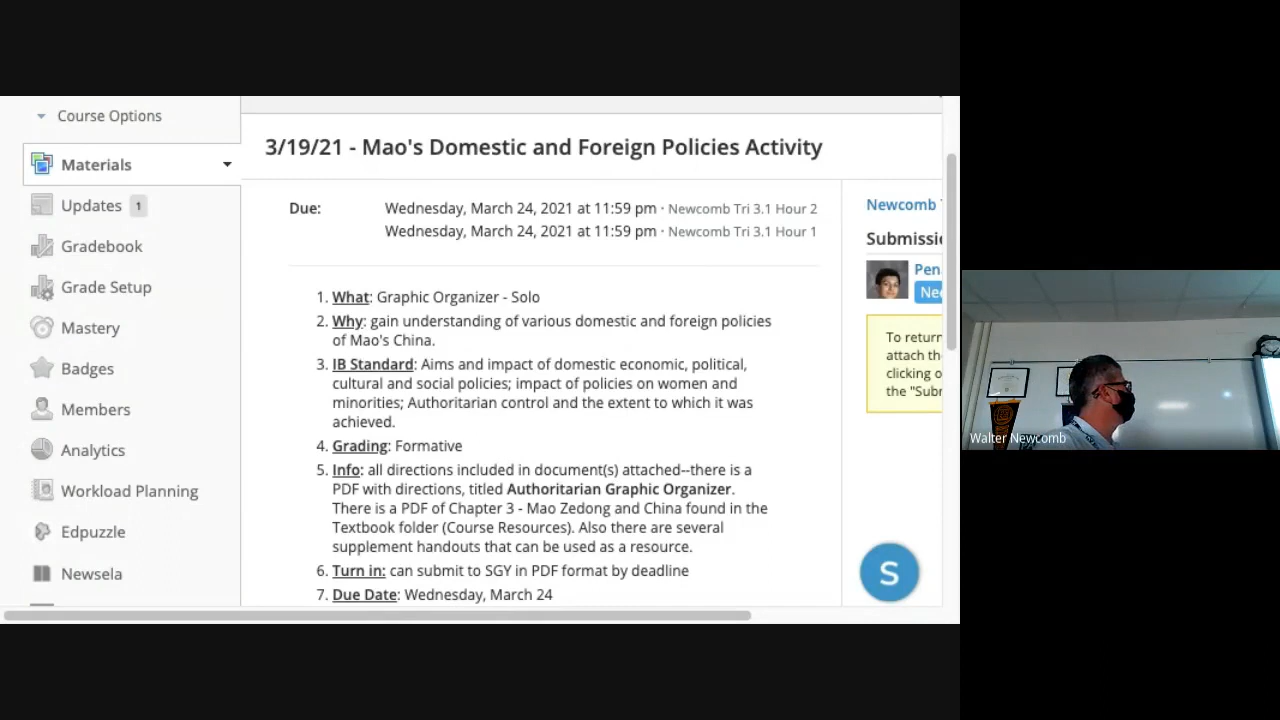 Course Options
Materials
Updates 1
Gradebook
Grade Setup
Mastery
Badges
Members
Analytics
Workload Planning
Edpuzzle
Newsela
3/19/21 - Mao's Domestic and Foreign Policies Activity
Due: Wednesday, March 24, 2021 at 11:59 pm · Newcomb Tri 3.1 Hour 2
Wednesday, March 24, 2021 at 11:59 pm · Newcomb Tri 3.1 Hour 1
1. What: Graphic Organizer - Solo
2. Why: gain understanding of various domestic and foreign policies
of Mao's China.
3. IB Standard: Aims and impact of domestic economic, political,
cultural and social policies; impact of policies on women and
minorities; Authoritarian control and the extent to which it was
achieved.
4. Grading: Formative
5. Info: all directions included in document(s) attached--there is a
PDF with directions, titled Authoritarian Graphic Organizer.
There is a PDF of Chapter 3 - Mao Zedong and China found in the
Textbook folder (Course Resources). Also there are several
supplement handouts that can be used as a resource.
6. Turn in: can submit to SGY in PDF format by deadline
7. Due Date: Wednesday, March 24
Newcomb
Submissi
Pen
Nev
To return
attach th
clicking o
the "Subr
S
Walter Newcomb